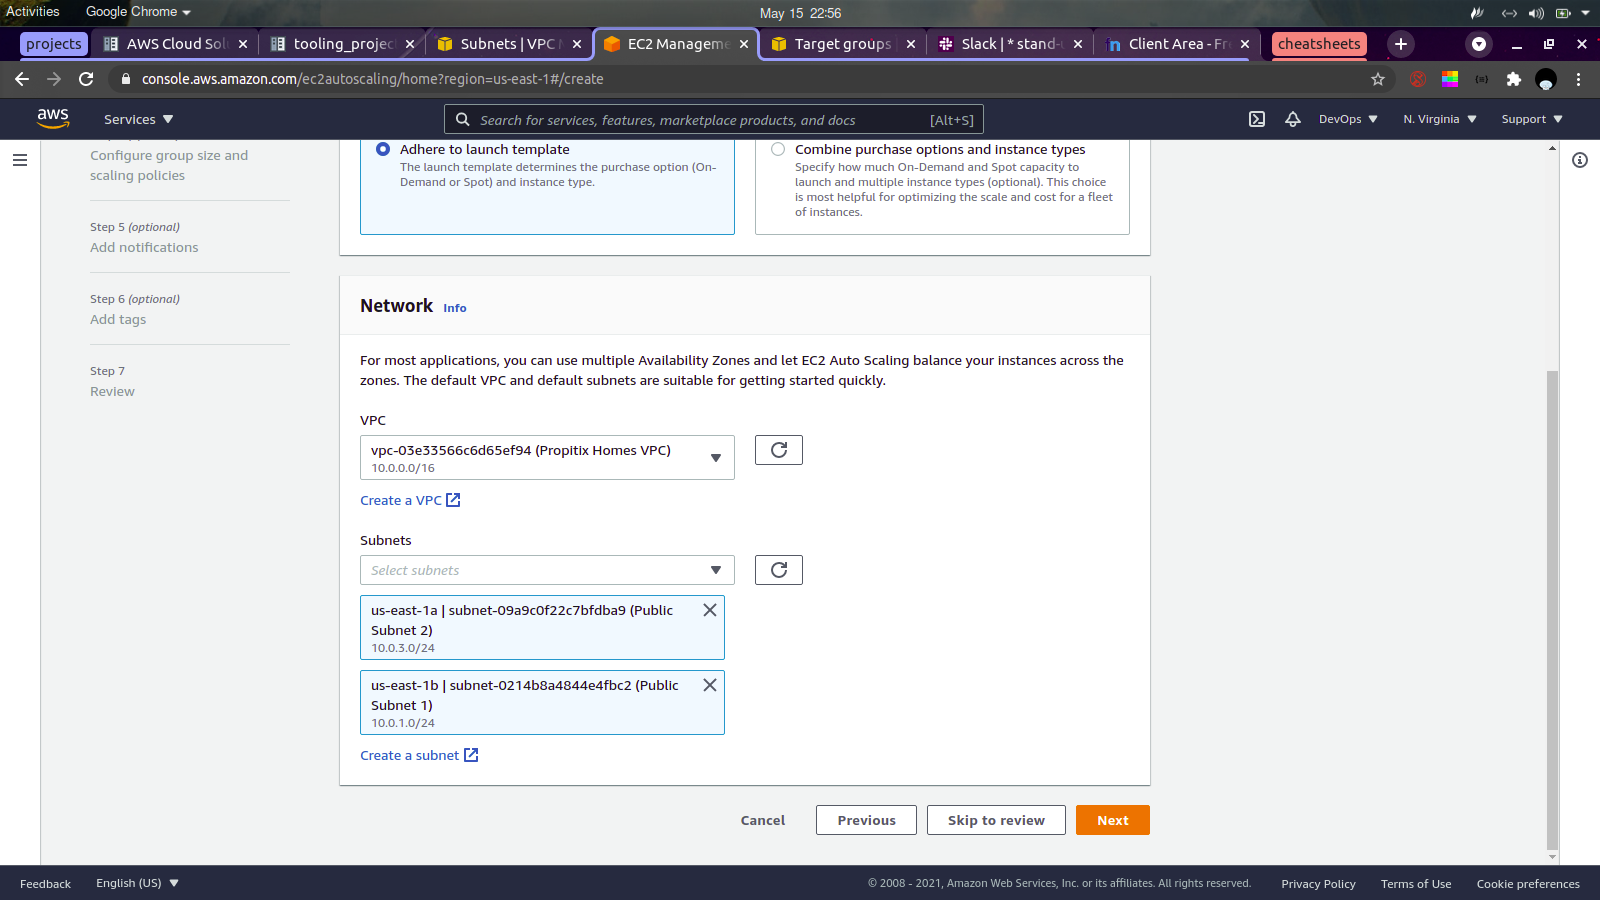 Activities Google Chrome May 15 22:56
projects AWS Cloud Sol tooling_projec Subnets | VPC EC2 Manageme Target groups Slack | * stand- Client Area - Fr cheatsheets
console.aws.amazon.com/ec2autoscaling/home?region=us-east-1#/create
aws Services Search for services, features, marketplace products, and docs [Alt+S] DevOps N. Virginia Support
Configure group size and
scaling policies
Step 5 (optional)
Add notifications
Step 6 (optional)
Add tags
Step 7
Review
Adhere to launch template
The launch template determines the purchase option (On-
Demand or Spot) and instance type.
Combine purchase options and instance types
Specify how much On-Demand and Spot capacity to
launch and multiple instance types (optional). This choice
is most helpful for optimizing the scale and cost for a fleet
of instances.
Network Info
For most applications, you can use multiple Availability Zones and let EC2 Auto Scaling balance your instances across the
zones. The default VPC and default subnets are suitable for getting started quickly.
VPC
vpc-03e33566c6d65ef94 (Propitix Homes VPC)
10.0.0.0/16
Create a VPC
Subnets
Select subnets
us-east-1a | subnet-09a9c0f22c7bfdba9 (Public
Subnet 2)
10.0.3.0/24
us-east-1b | subnet-0214b8a4844e4fbc2 (Public
Subnet 1)
10.0.1.0/24
Create a subnet
Cancel Previous Skip to review Next
Feedback English (US) © 2008 - 2021, Amazon Web Services, Inc. or its affiliates. All rights reserved. Privacy Policy Terms of Use Cookie preferences